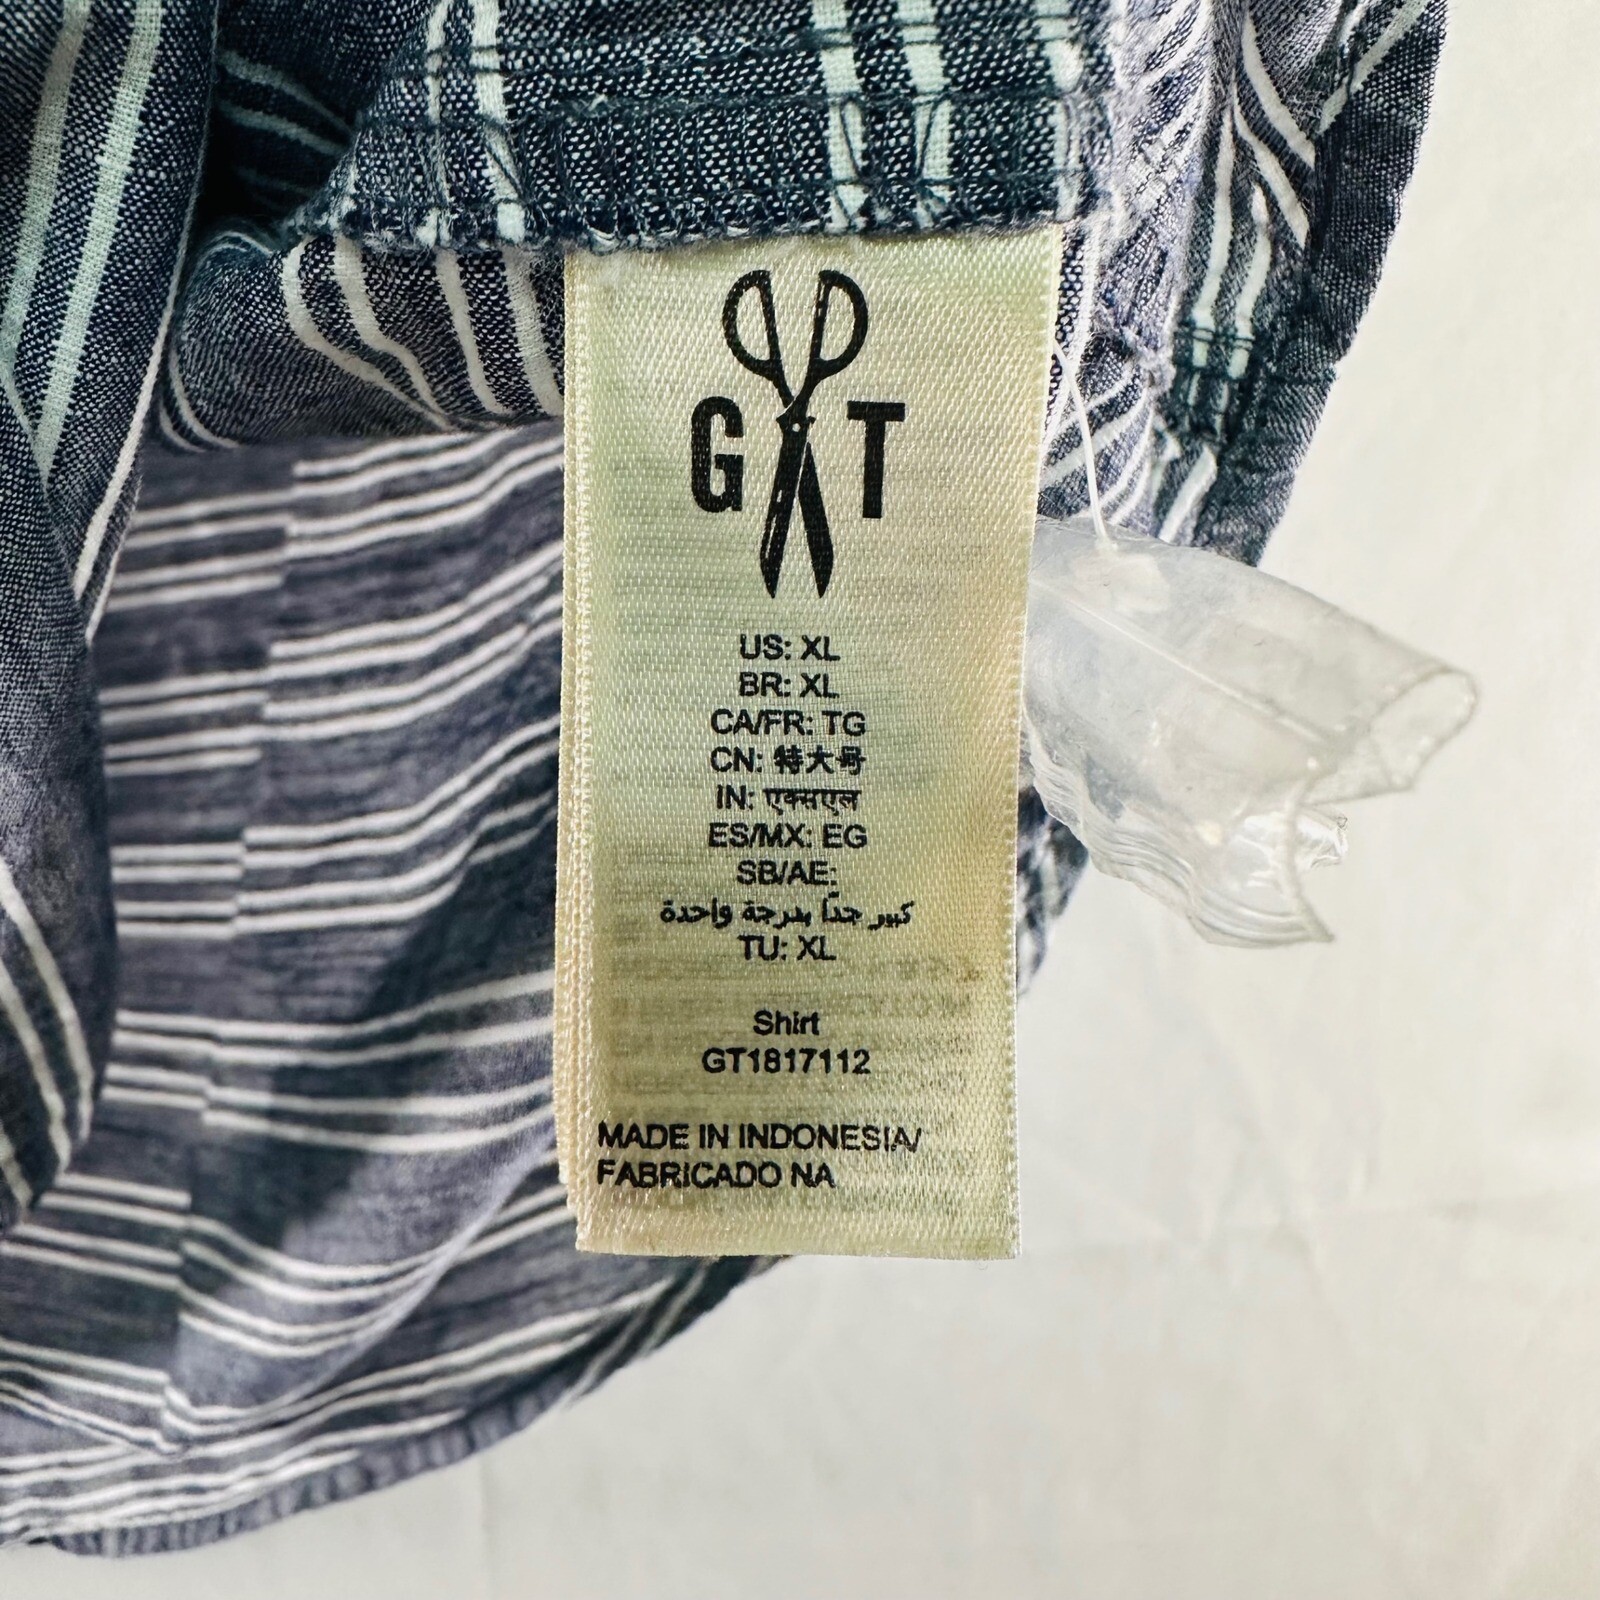 G T
US: XL
BR: XL
CA/FR: TG
CN: 特大号
IN: एक्सएल
ES/MX: EG
SB/AE:
كبير جداً بدرجة واحدة
TU: XL
Shirt
GT1817112
MADE IN INDONESIA/
FABRICADO NA